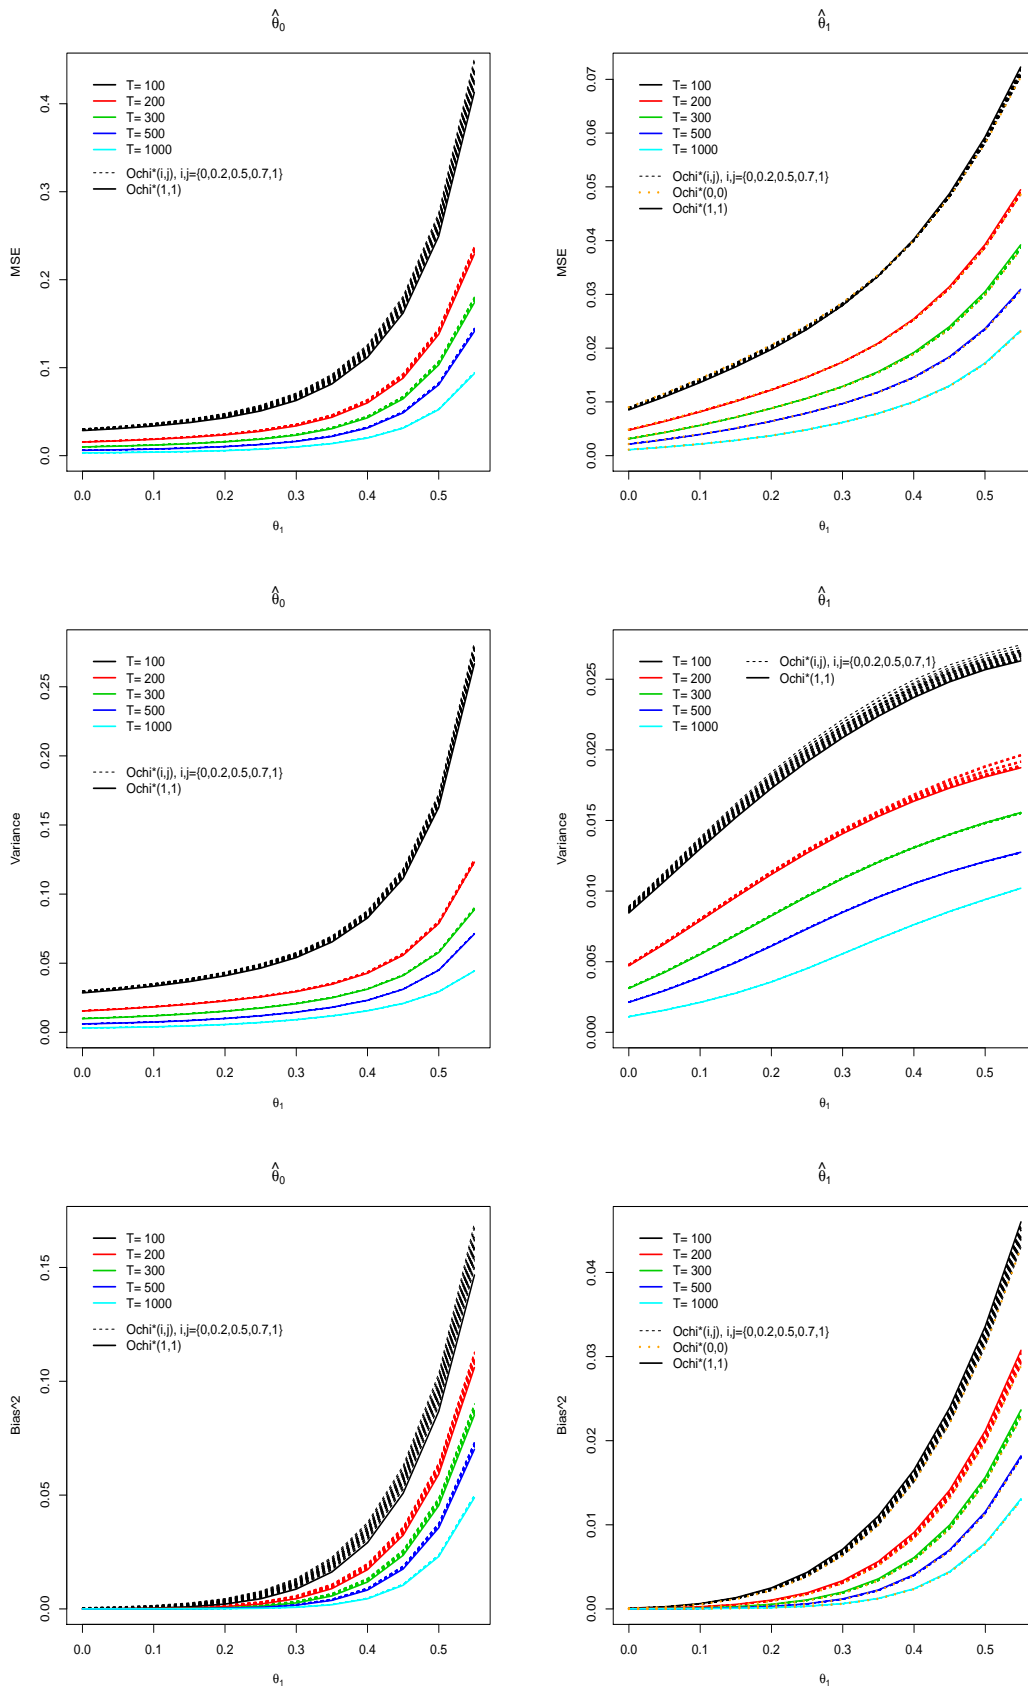 θ̂₀
MSE
0.0
0.1
0.2
0.3
0.4
T= 100
T= 200
T= 300
T= 500
T= 1000
Ochi*(i,j), i,j={0,0.2,0.5,0.7,1}
Ochi*(1,1)
0.0 0.1 0.2 0.3 0.4 0.5
θ₁
θ̂₁
MSE
0.00
0.01
0.02
0.03
0.04
0.05
0.06
0.07
T= 100
T= 200
T= 300
T= 500
T= 1000
Ochi*(i,j), i,j={0,0.2,0.5,0.7,1}
Ochi*(0,0)
Ochi*(1,1)
0.0 0.1 0.2 0.3 0.4 0.5
θ₁
θ̂₀
Variance
0.00
0.05
0.10
0.15
0.20
0.25
T= 100
T= 200
T= 300
T= 500
T= 1000
Ochi*(i,j), i,j={0,0.2,0.5,0.7,1}
Ochi*(1,1)
0.0 0.1 0.2 0.3 0.4 0.5
θ₁
θ̂₁
Variance
0.000
0.005
0.010
0.015
0.020
0.025
T= 100
T= 200
T= 300
T= 500
T= 1000
Ochi*(i,j), i,j={0,0.2,0.5,0.7,1}
Ochi*(1,1)
0.0 0.1 0.2 0.3 0.4 0.5
θ₁
θ̂₀
Bias^2
0.00
0.05
0.10
0.15
T= 100
T= 200
T= 300
T= 500
T= 1000
Ochi*(i,j), i,j={0,0.2,0.5,0.7,1}
Ochi*(1,1)
0.0 0.1 0.2 0.3 0.4 0.5
θ₁
θ̂₁
Bias^2
0.00
0.01
0.02
0.03
0.04
T= 100
T= 200
T= 300
T= 500
T= 1000
Ochi*(i,j), i,j={0,0.2,0.5,0.7,1}
Ochi*(0,0)
Ochi*(1,1)
0.0 0.1 0.2 0.3 0.4 0.5
θ₁